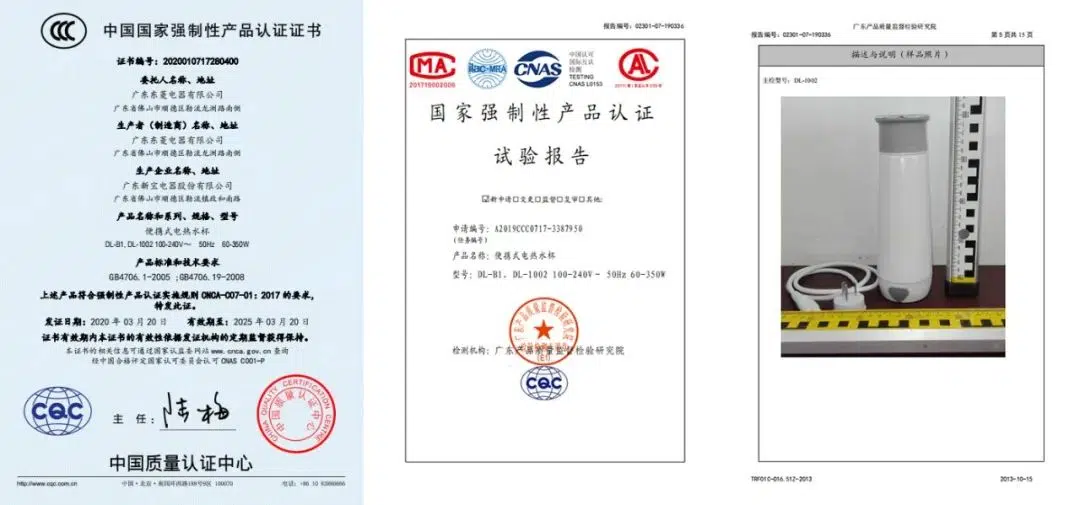 中国国家强制性产品认证证书
证书编号: 2020010717280400
委托人名称、地址
广东东菱电器有限公司
广东省佛山市顺德区勒流龙洲路南侧
生产者（制造商）名称、地址
广东东菱电器有限公司
广东省佛山市顺德区勒流龙洲路南侧
生产企业名称、地址
广东新宝电器股份有限公司
广东省佛山市顺德区勒流镇政和南路
产品名称和系列、规格、型号
便携式电热水杯
DL-B1, DL-1002 100-240V~ 50Hz 60-350W
产品标准和技术要求
GB4706.1-2005 ;GB4706.19-2008
上述产品符合强制性产品认证实施规则 CNCA-C07-01: 2017 的要求,
特发此证。
发证日期: 2020 年 03 月 20 日 有效期至: 2025 年 03 月 20 日
证书有效期内本证书的有效性依据发证机构的定期监督获得保持。
本证书的相关信息可通过国家认监委网站 www.cnca.gov.cn 查询
经中国合格评定国家认可委员会认可 CNAS C001-P
CQC
主 任:
CHINA QUALITY CERTIFICATION CENTRE
中国质量认证中心
中国质量认证中心
http://www.cqc.com.cn
中国·北京·南四环西路188号9区 100070
报告编号: 02301-07-190336
MA
201719002006
ilac-MRA
CNAS
中国认可
国际互认
检测
TESTING
CNAS L0153
CAL
国家强制性产品认证
试验报告
☑新申请□变更□监督□复审□其他:
申请编号: A2019CCC0717-3387950
(任务编号)
产品名称: 便携式电热水杯
型号: DL-B1, DL-1002 100-240V~ 50Hz 60-350W
检测机构: 广东产品质量监督检验研究院
CQC
广东产品质量监督检验研究院
报告编号: 02301-07-190336
第 5 页共 15 页
描述与说明 (样品照片)
主检型号: DL-1002
TRF01C-016.51Z-2013
2013-10-15